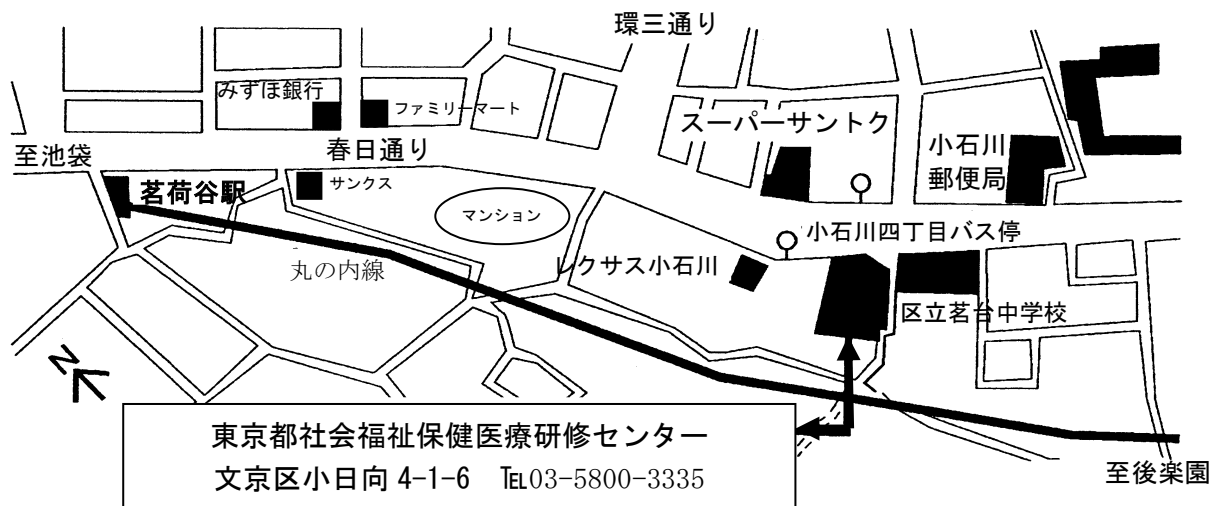 環三通り
みずほ銀行
ファミリーマート
スーパーサントク
小石川
郵便局
至池袋
春日通り
茗荷谷駅
サンクス
マンション
小石川四丁目バス停
丸の内線
レクサス小石川
区立茗台中学校
N
東京都社会福祉保健医療研修センター
文京区小日向 4-1-6 ℡03-5800-3335
至後楽園